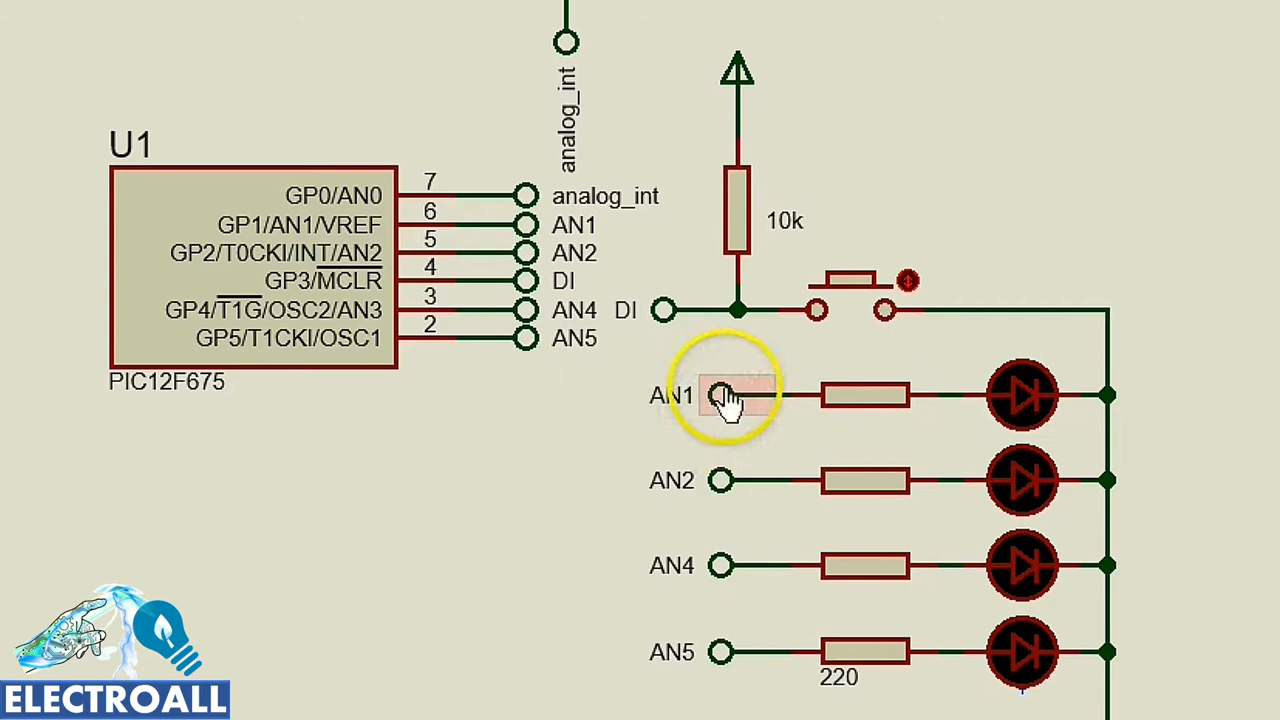 analog_int
U1
GP0/AN0 7 analog_int
GP1/AN1/VREF 6 AN1
GP2/T0CKI/INT/AN2 5 AN2
GP3/MCLR 4 DI
GP4/T1G/OSC2/AN3 3 AN4
GP5/T1CKI/OSC1 2 AN5
PIC12F675
10k
DI
AN1
AN2
AN4
AN5
220
ELECTROALL